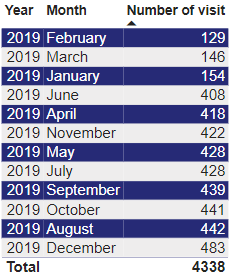 Year Month Number of visit
2019 February 129
2019 March 146
2019 January 154
2019 June 408
2019 April 418
2019 November 422
2019 May 428
2019 July 428
2019 September 439
2019 October 441
2019 August 442
2019 December 483
Total 4338